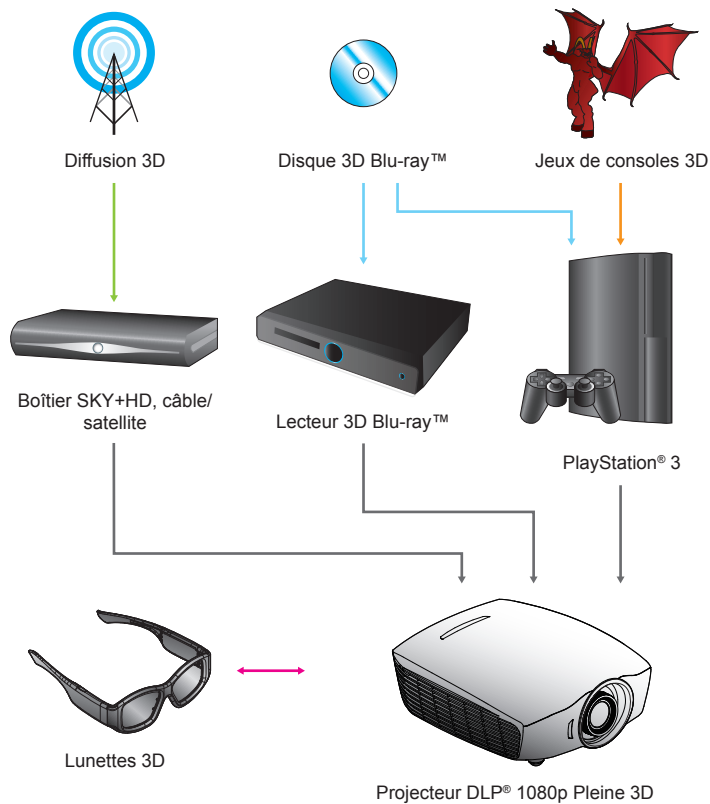 Diffusion 3D
Disque 3D Blu-ray™
Jeux de consoles 3D
Boîtier SKY+HD, câble/
satellite
Lecteur 3D Blu-ray™
PlayStation® 3
Lunettes 3D
Projecteur DLP® 1080p Pleine 3D